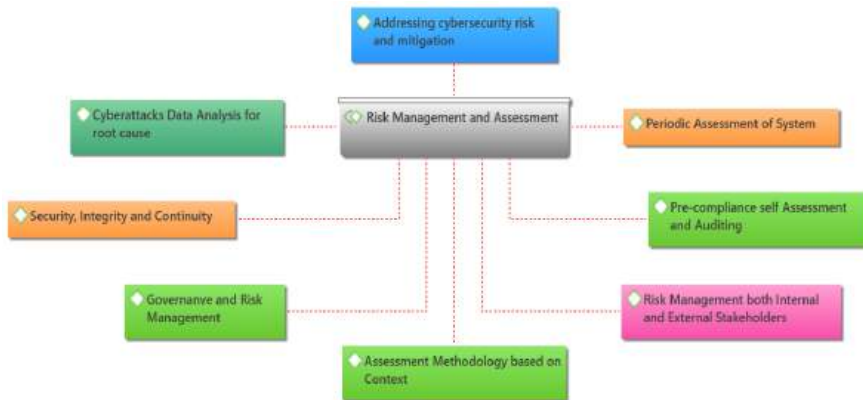 Addressing cybersecurity risk
and mitigation
Cyberattacks Data Analysis for
root cause
Risk Management and Assessment
Periodic Assessment of System
Security, Integrity and Continuity
Pre-compliance self Assessment
and Auditing
Governanve and Risk
Management
Risk Management both Internal
and External Stakeholders
Assessment Methodology based on
Context